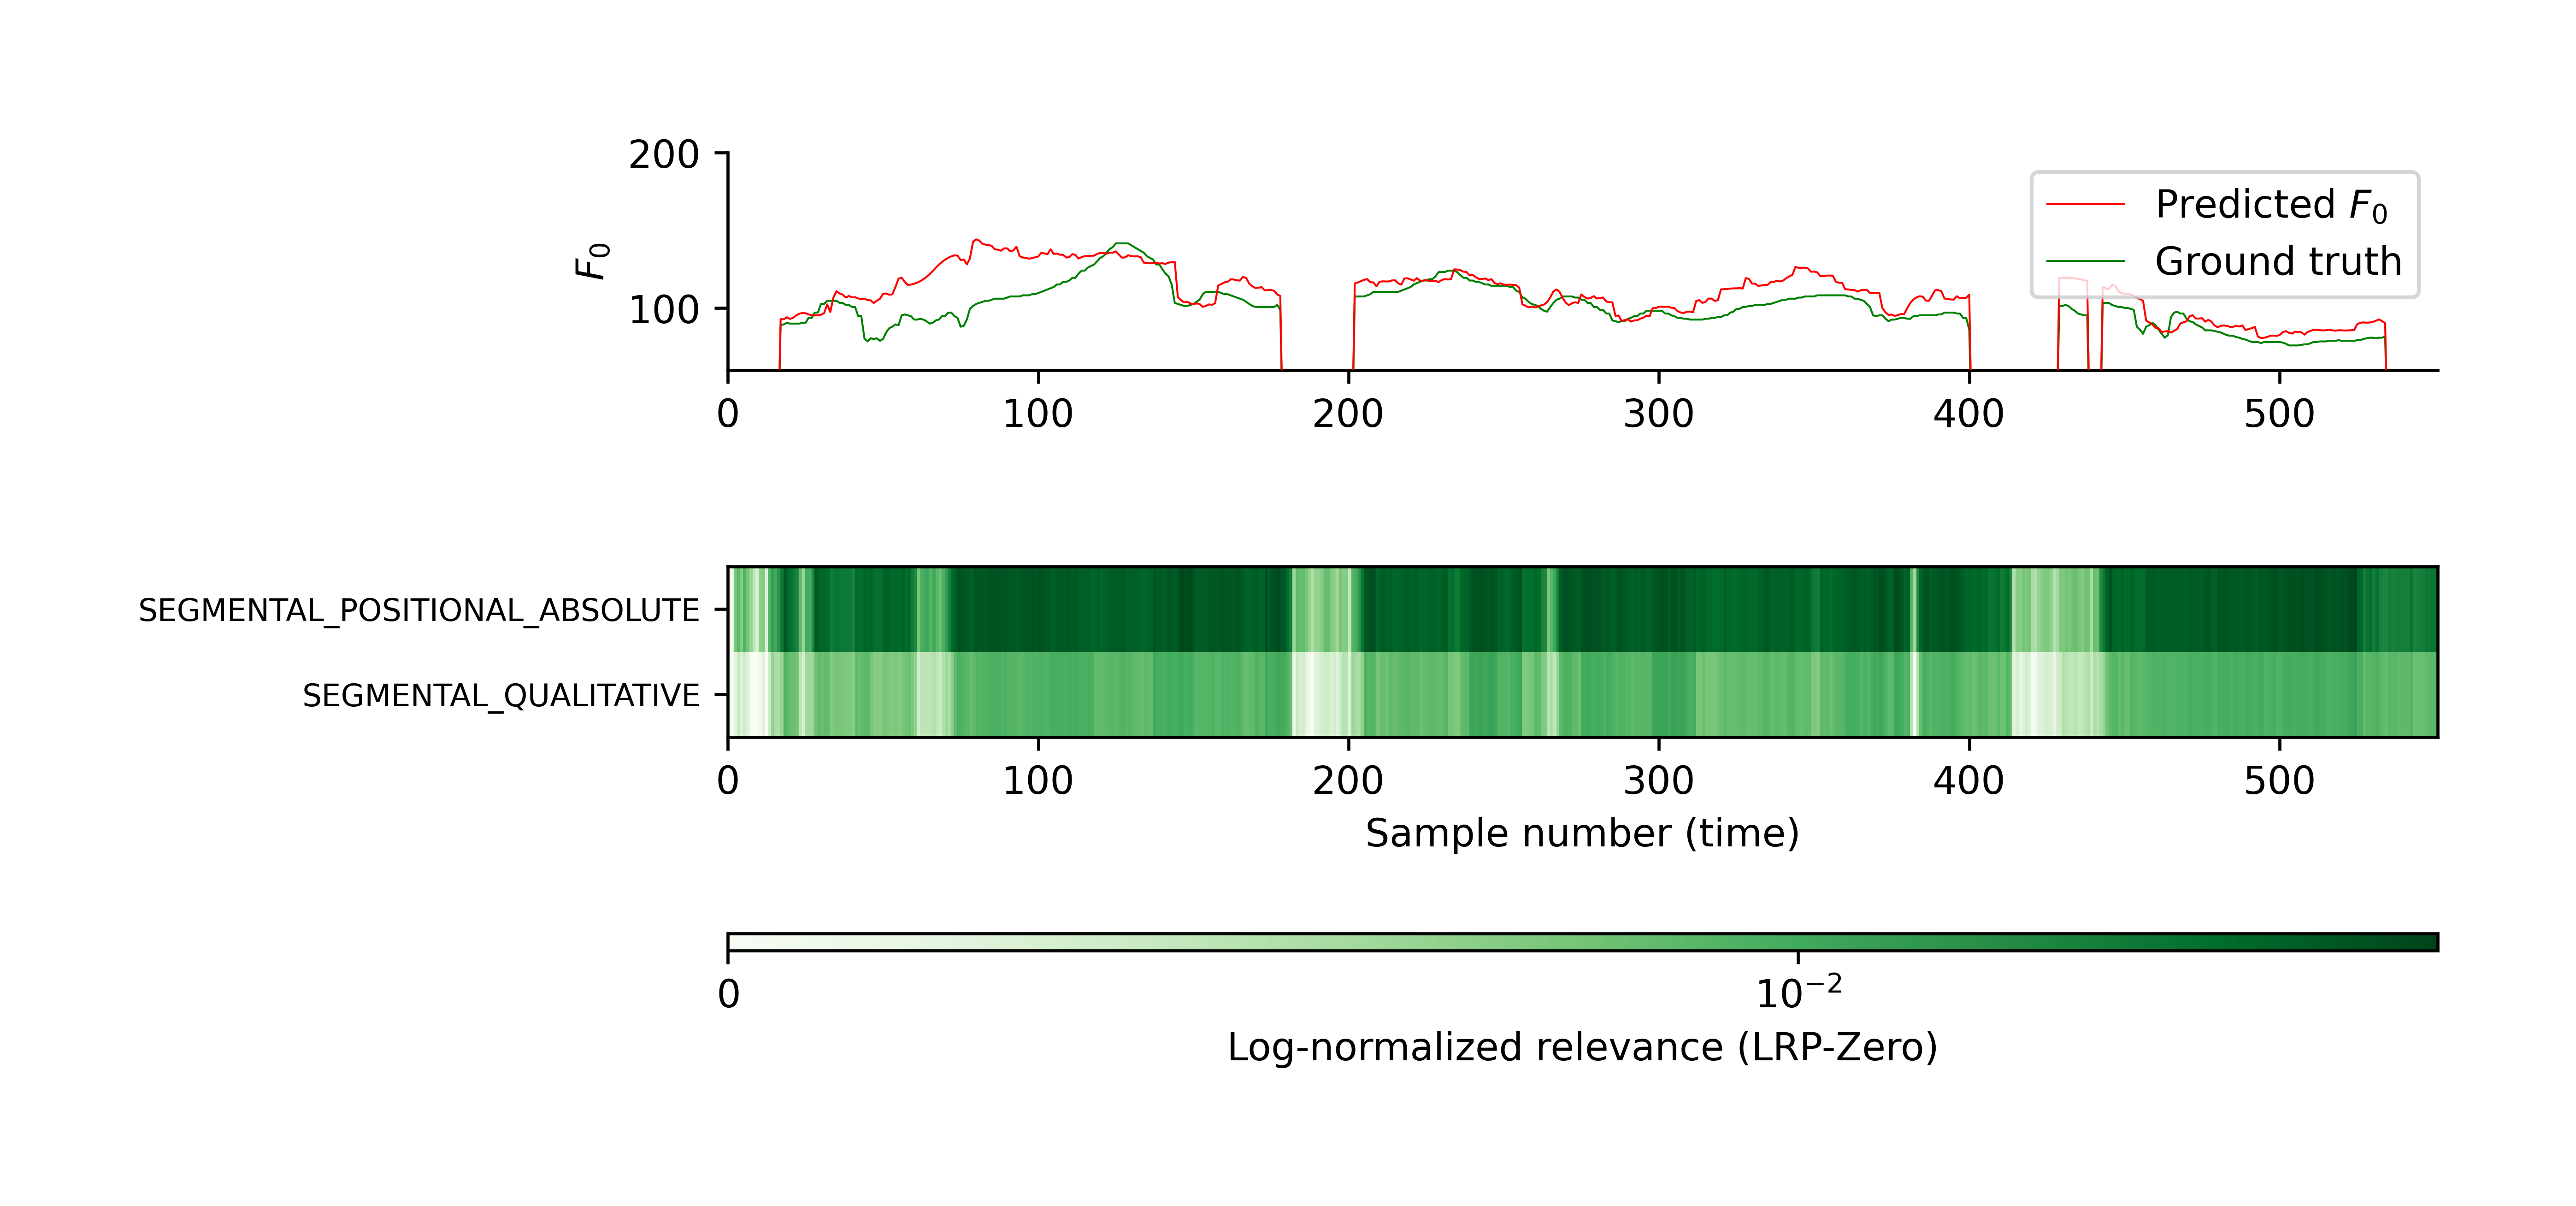 200
100
F₀
Predicted F₀
Ground truth
0 100 200 300 400 500
SEGMENTAL_POSITIONAL_ABSOLUTE
SEGMENTAL_QUALITATIVE
0 100 200 300 400 500
Sample number (time)
0 10⁻²
Log-normalized relevance (LRP-Zero)